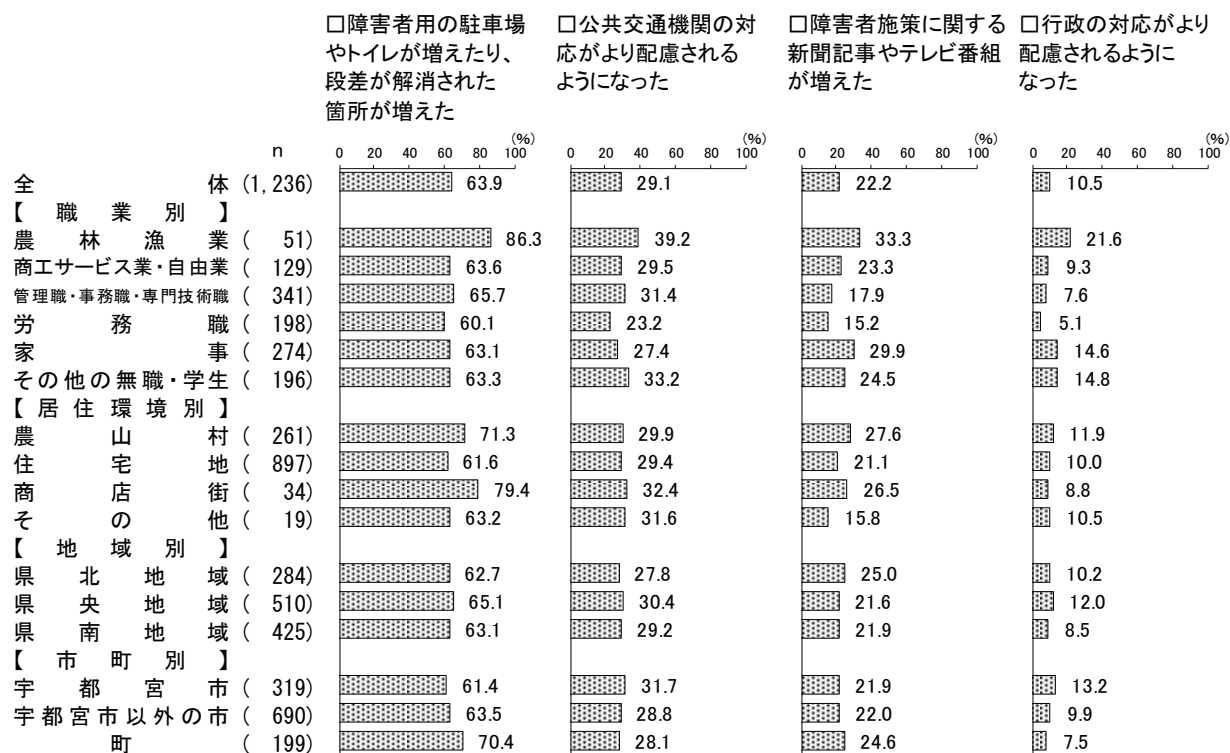 □障害者用の駐車場
やトイレが増えたり、
段差が解消された
箇所が増えた
□公共交通機関の対
応がより配慮される
ようになった
□障害者施策に関する
新聞記事やテレビ番組
が増えた
□行政の対応がより
配慮されるように
なった
(%) (%) (%) (%)
n 0 20 40 60 80 100 0 20 40 60 80 100 0 20 40 60 80 100 0 20 40 60 80 100
全体 (1,236) 63.9 29.1 22.2 10.5
【職業別】
農林漁業 ( 51) 86.3 39.2 33.3 21.6
商工サービス業・自由業 ( 129) 63.6 29.5 23.3 9.3
管理職・事務職・専門技術職 ( 341) 65.7 31.4 17.9 7.6
労務職 ( 198) 60.1 23.2 15.2 5.1
家事 ( 274) 63.1 27.4 29.9 14.6
その他の無職・学生 ( 196) 63.3 33.2 24.5 14.8
【居住環境別】
農山村 ( 261) 71.3 29.9 27.6 11.9
住宅地 ( 897) 61.6 29.4 21.1 10.0
商店街 ( 34) 79.4 32.4 26.5 8.8
その他 ( 19) 63.2 31.6 15.8 10.5
【地域別】
県北地域 ( 284) 62.7 27.8 25.0 10.2
県央地域 ( 510) 65.1 30.4 21.6 12.0
県南地域 ( 425) 63.1 29.2 21.9 8.5
【市町別】
宇都宮市 ( 319) 61.4 31.7 21.9 13.2
宇都宮市以外の市 ( 690) 63.5 28.8 22.0 9.9
町 ( 199) 70.4 28.1 24.6 7.5